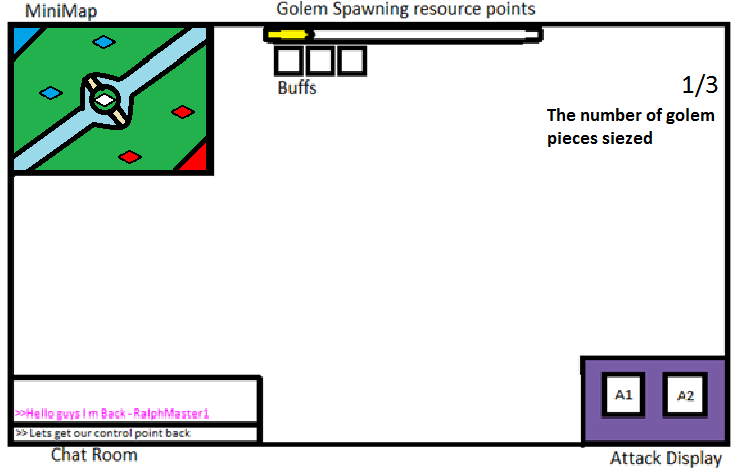 MiniMap
Golem Spawning resource points
Buffs
1/3
The number of golem
pieces siezed
>>Hello guys I m Back - RalphMaster1
>> Lets get our control point back
Chat Room
A1
A2
Attack Display